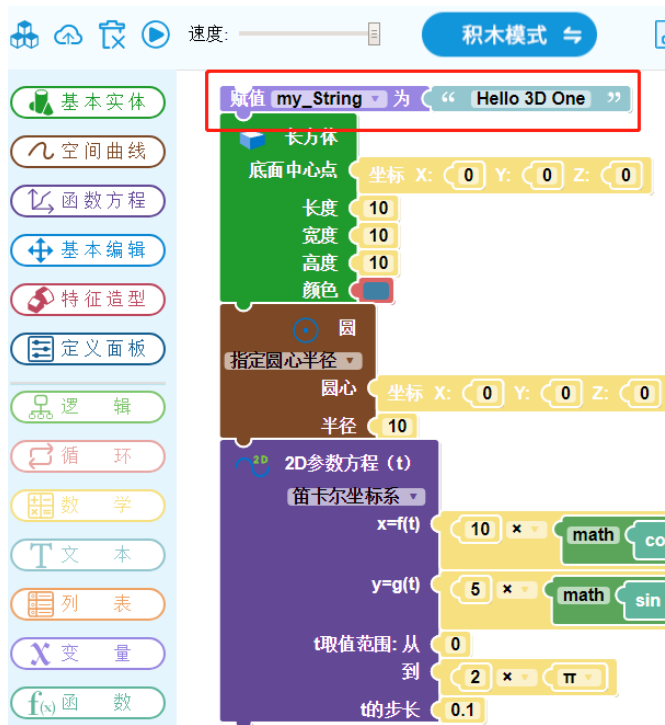 速度:
积木模式
基本实体
空间曲线
函数方程
基本编辑
特征造型
定义面板
逻 辑
循 环
数 学
文 本
列 表
变 量
f(x) 函 数
赋值 my_String 为 “ Hello 3D One ”
长方体
底面中心点 坐标 X: 0 Y: 0 Z: 0
长度 10
宽度 10
高度 10
颜色
圆
指定圆心半径
圆心 坐标 X: 0 Y: 0 Z: 0
半径 10
2D 2D参数方程（t）
笛卡尔坐标系
x=f(t) 10 × math co
y=g(t) 5 × math sin
t取值范围: 从 0
到 2 × π
t的步长 0.1